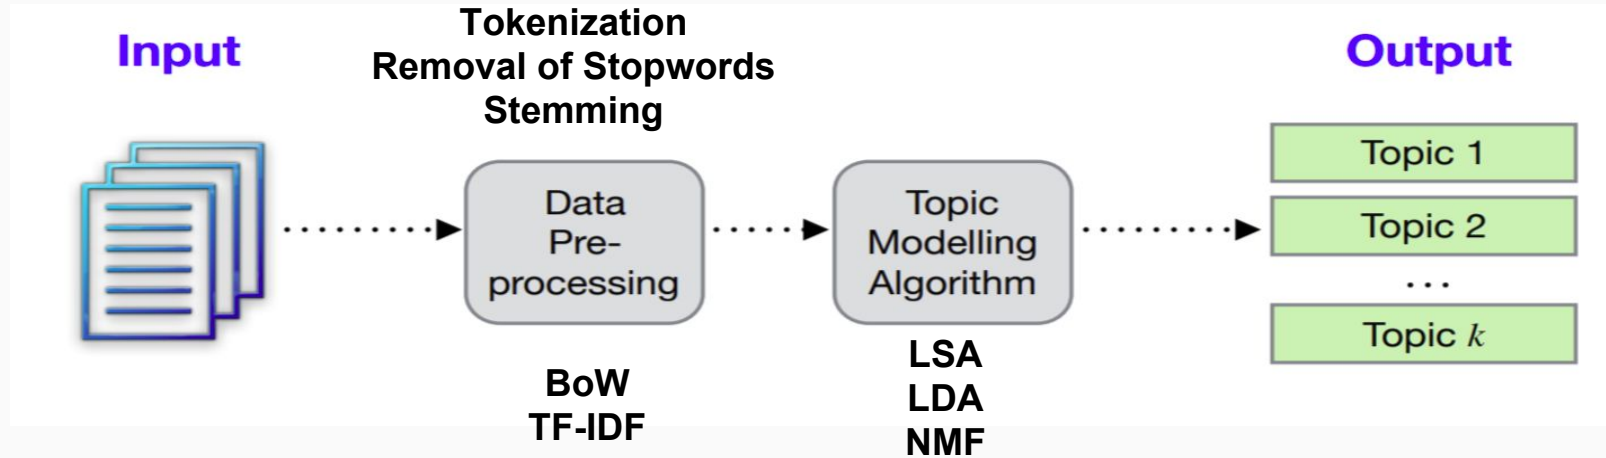 Input
Tokenization
Removal of Stopwords
Stemming
Data
Pre-
processing
BoW
TF-IDF
Topic
Modelling
Algorithm
LSA
LDA
NMF
Output
Topic 1
Topic 2
...
Topic k